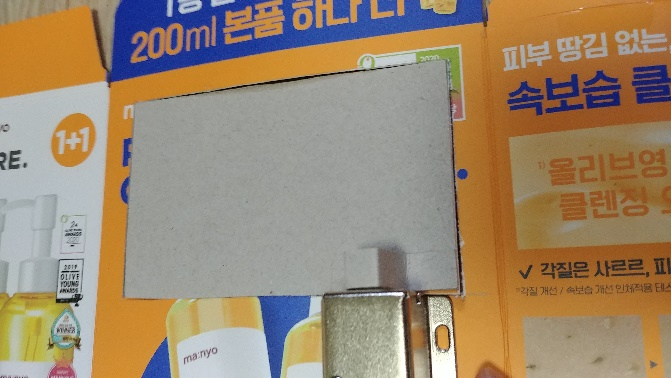 200ml 본품 하나 더
피부 땅김 없는
속보습 클
1+1
RE.
올리브영
클렌징
✓ 각질은 사르르, 피
*각질 개선 / 속보습 개선 인체적용 테스
2019
OLIVE
YOUNG
AWARDS
ma:nyo